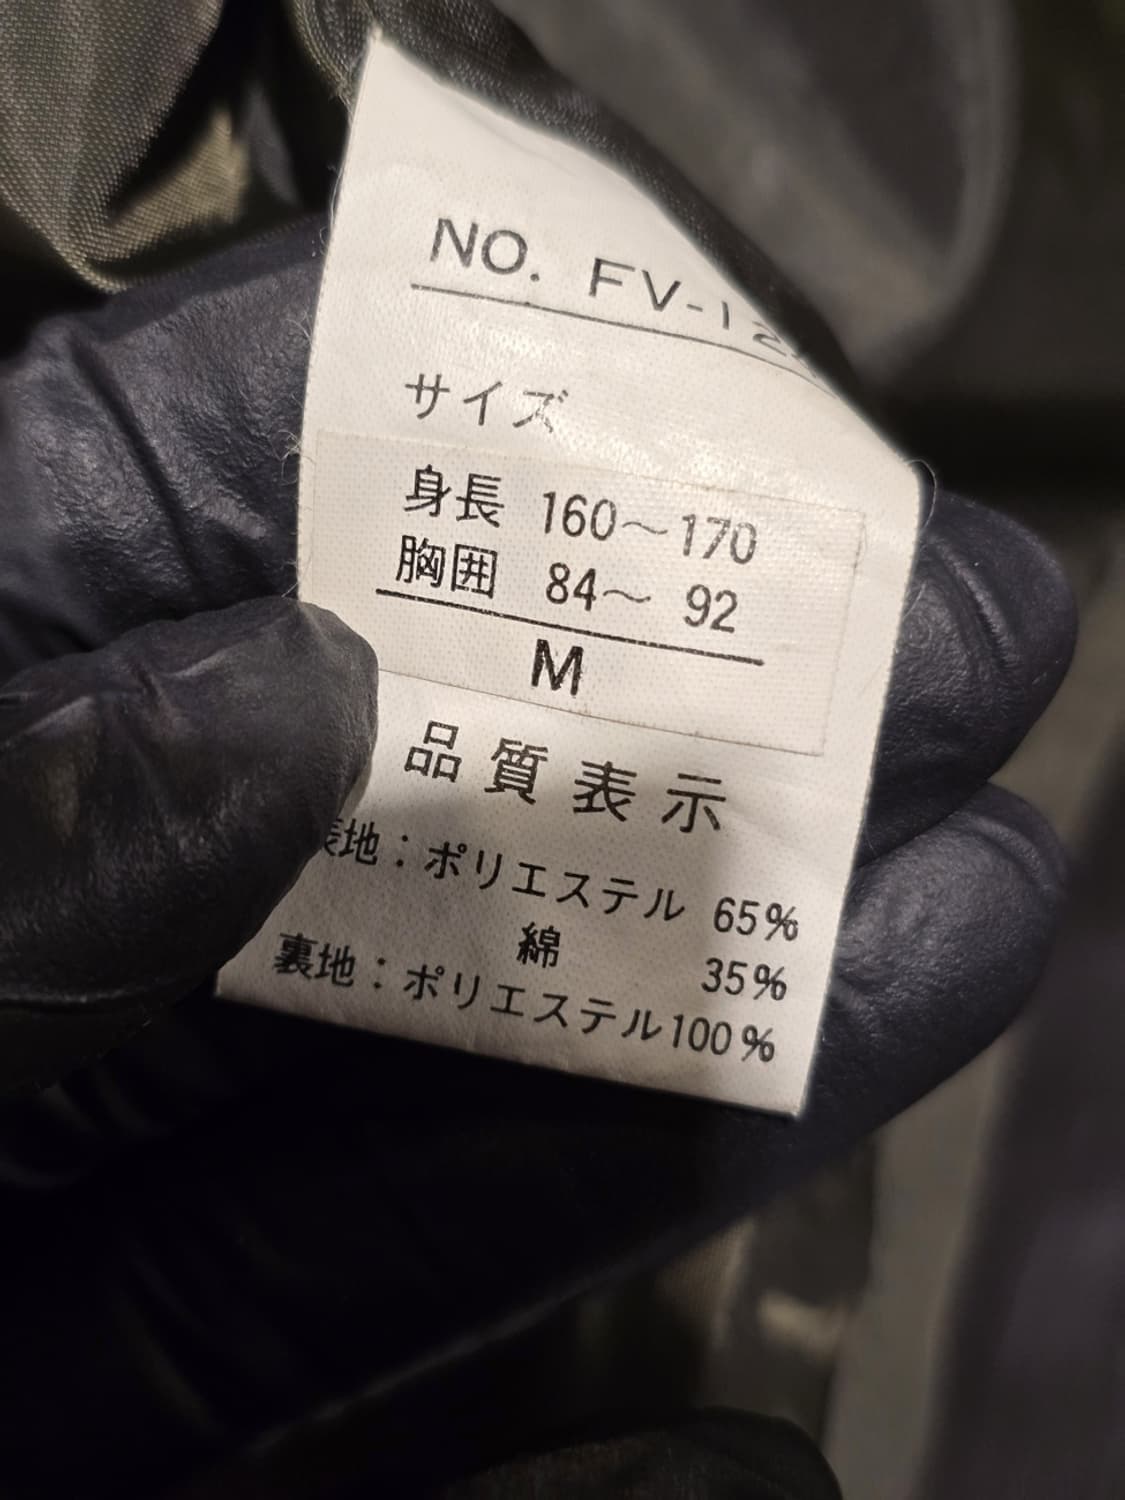 NO. FV-12
サイズ
身長 160～170
胸囲 84～ 92
M
品質表示
表地：ポリエステル 65%
綿 35%
裏地：ポリエステル100%